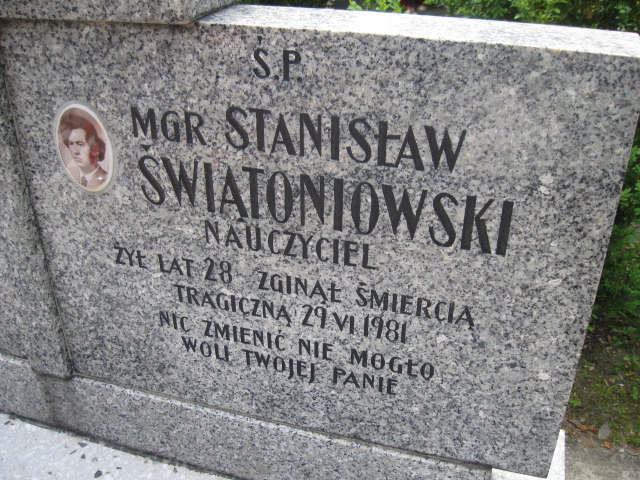 Ś.P.
MGR STANISŁAW
ŚWIATONIOWSKI
NAUCZYCIEL
ŻYŁ LAT 28 ZGINĄŁ ŚMIERCIĄ
TRAGICZNĄ 29 VI 1981
NIC ZMIENIĆ NIE MOGŁO
WOLI TWOJEJ PANIE